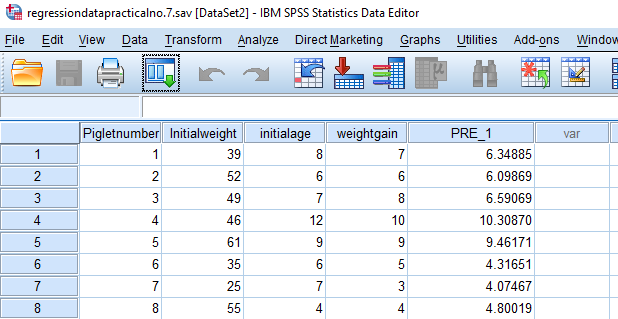 regressiondatapracticalno.7.sav [DataSet2] - IBM SPSS Statistics Data Editor
File Edit Data Transform Analyze Direct Marketing Graphs Utilities Add-ons Window
Pigletnumber Initialweight initialage weightgain PRE_1 var
1 1 39 8 7 6.34885
2 2 52 6 6 6.09869
3 3 49 7 8 6.59069
4 4 46 12 10 10.30870
5 5 61 9 9 9.46171
6 6 35 6 5 4.31651
7 7 25 7 3 4.07467
8 8 55 4 4 4.80019